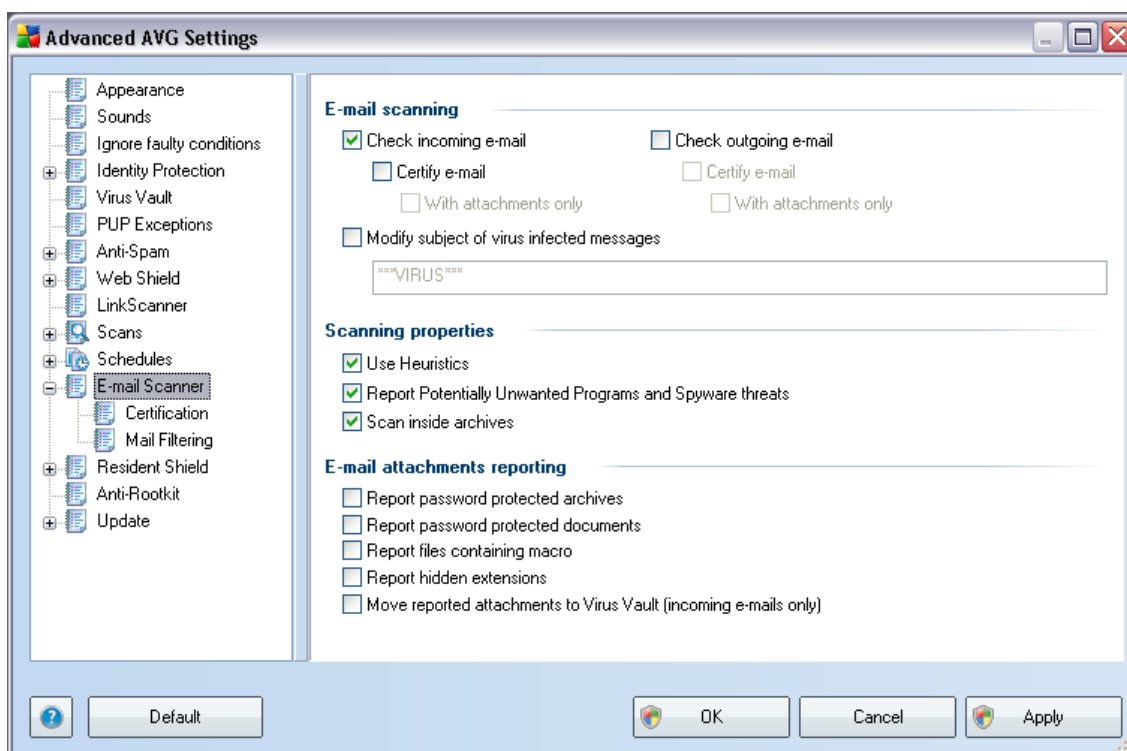 Advanced AVG Settings
Appearance
Sounds
Ignore faulty conditions
Identity Protection
Virus Vault
PUP Exceptions
Anti-Spam
Web Shield
LinkScanner
Scans
Schedules
E-mail Scanner
Certification
Mail Filtering
Resident Shield
Anti-Rootkit
Update
E-mail scanning
Check incoming e-mail
Check outgoing e-mail
Certify e-mail
Certify e-mail
With attachments only
With attachments only
Modify subject of virus infected messages
***VIRUS***
Scanning properties
Use Heuristics
Report Potentially Unwanted Programs and Spyware threats
Scan inside archives
E-mail attachments reporting
Report password protected archives
Report password protected documents
Report files containing macro
Report hidden extensions
Move reported attachments to Virus Vault (incoming e-mails only)
?
Default
OK
Cancel
Apply